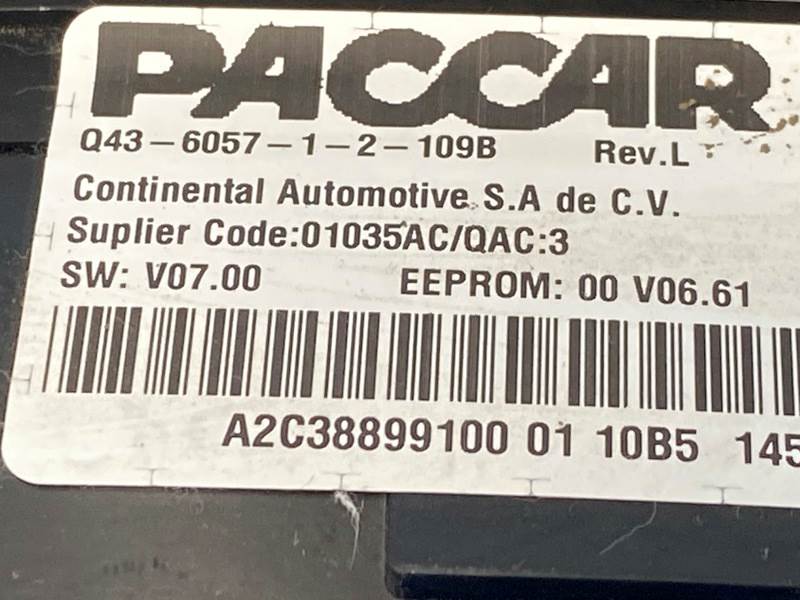 PACCAR
Q43-6057-1-2-109B Rev.L
Continental Automotive S.A de C.V.
Suplier Code:01035AC/QAC:3
SW: V07.00 EEPROM: 00 V06.61
A2C38899100 01 10B5 145